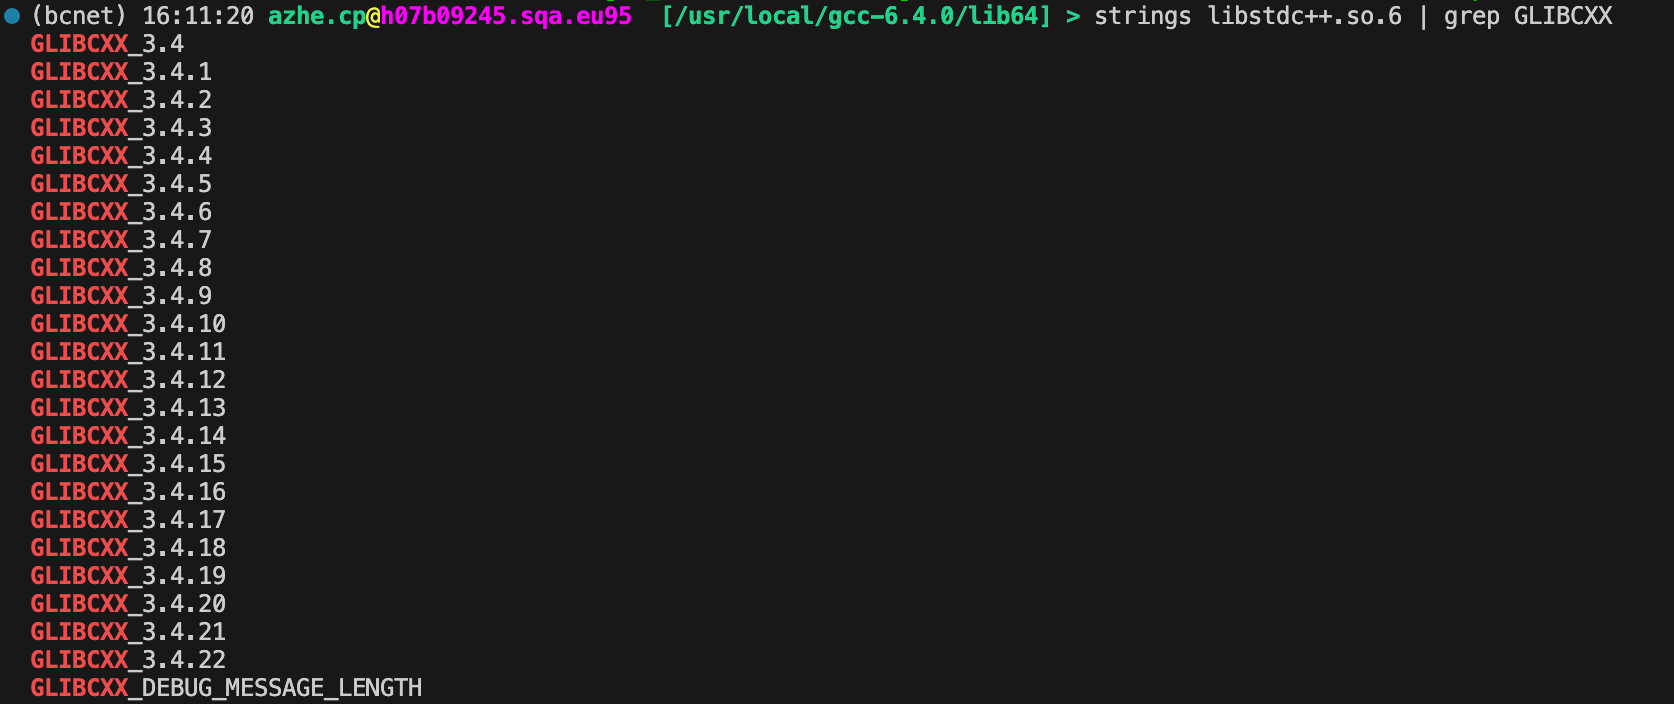 (bcnet) 16:11:20 azhe.cp@h07b09245.sqa.eu95 [/usr/local/gcc-6.4.0/lib64] > strings libstdc++.so.6 | grep GLIBCXX
GLIBCXX_3.4
GLIBCXX_3.4.1
GLIBCXX_3.4.2
GLIBCXX_3.4.3
GLIBCXX_3.4.4
GLIBCXX_3.4.5
GLIBCXX_3.4.6
GLIBCXX_3.4.7
GLIBCXX_3.4.8
GLIBCXX_3.4.9
GLIBCXX_3.4.10
GLIBCXX_3.4.11
GLIBCXX_3.4.12
GLIBCXX_3.4.13
GLIBCXX_3.4.14
GLIBCXX_3.4.15
GLIBCXX_3.4.16
GLIBCXX_3.4.17
GLIBCXX_3.4.18
GLIBCXX_3.4.19
GLIBCXX_3.4.20
GLIBCXX_3.4.21
GLIBCXX_3.4.22
GLIBCXX_DEBUG_MESSAGE_LENGTH